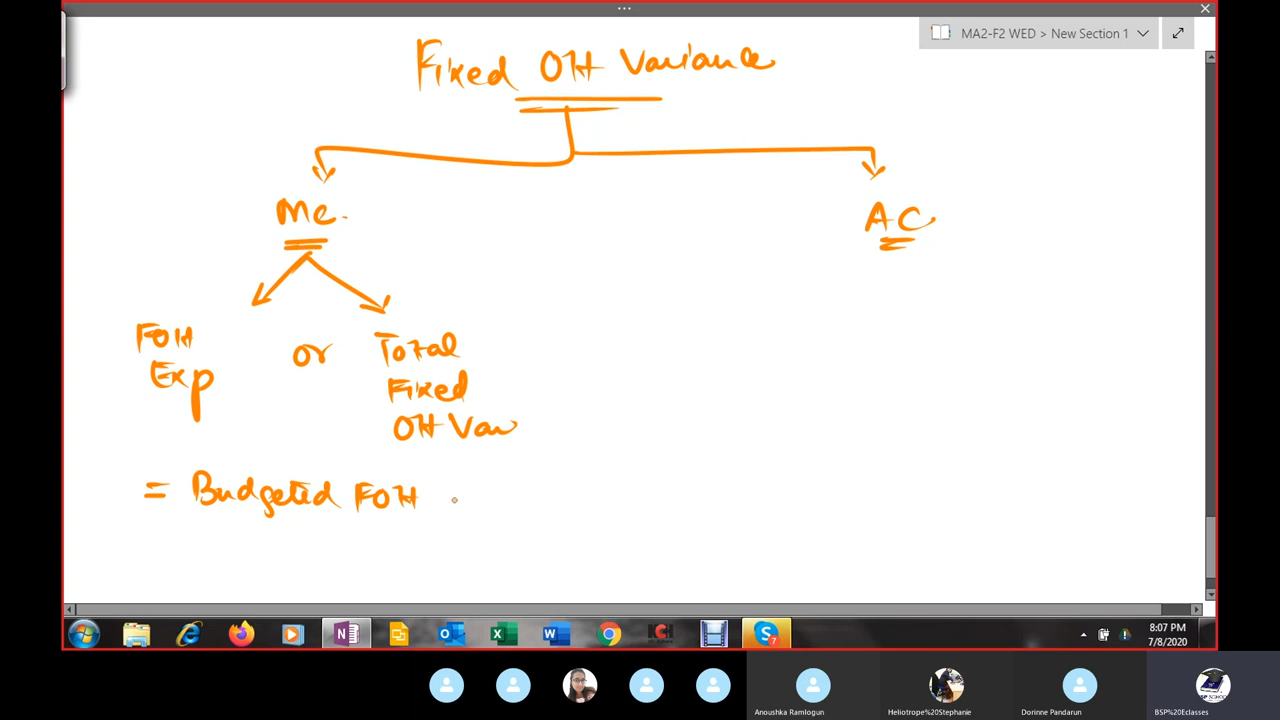 MA2-F2 WED > New Section 1
Fixed OH Variance
Mc.
AC
FOH
Exp
or
Total
Fixed
OH Var
= Budgeted FOH
8:07 PM
7/8/2020
Anoushka Ramlogun
Heliotrope%20Stephanie
Dorinne Pandarun
BSP%20Eclasses